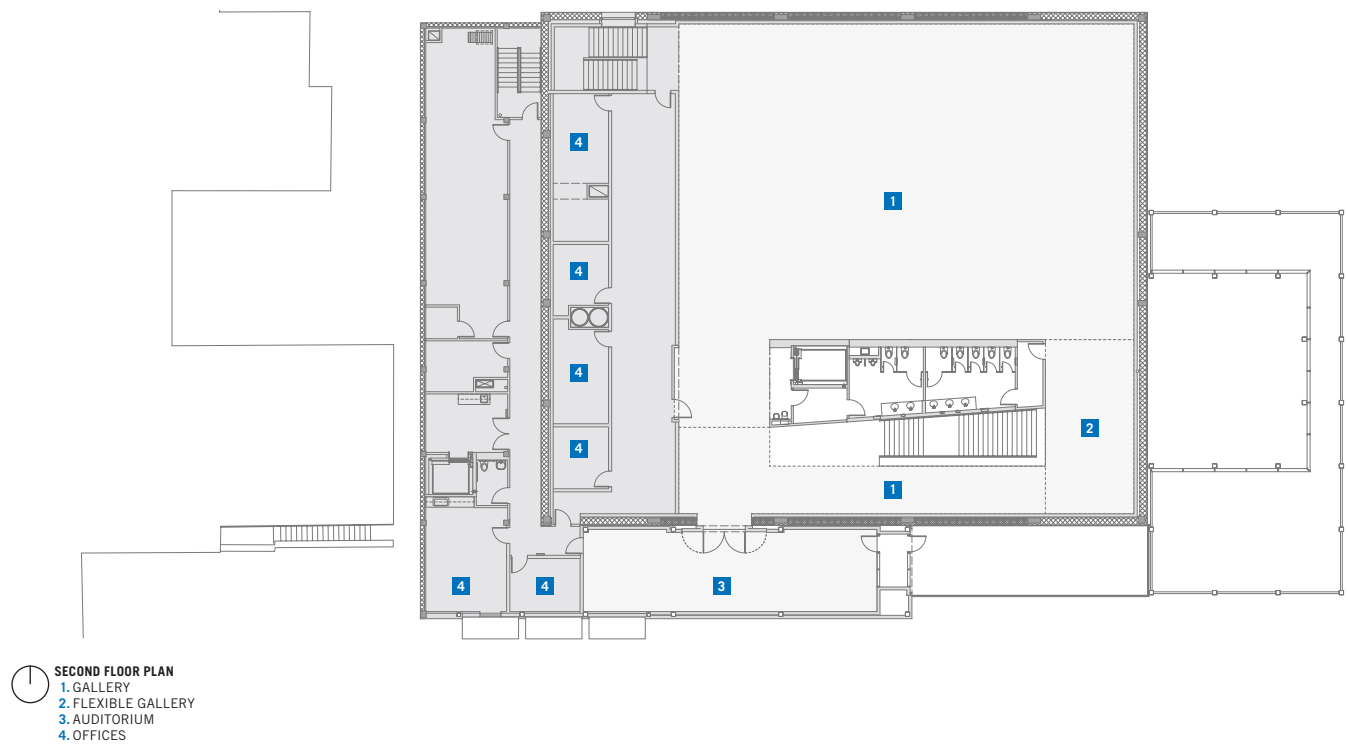 4
1
4
4
2
4
1
4
4
3
SECOND FLOOR PLAN
1. GALLERY
2. FLEXIBLE GALLERY
3. AUDITORIUM
4. OFFICES